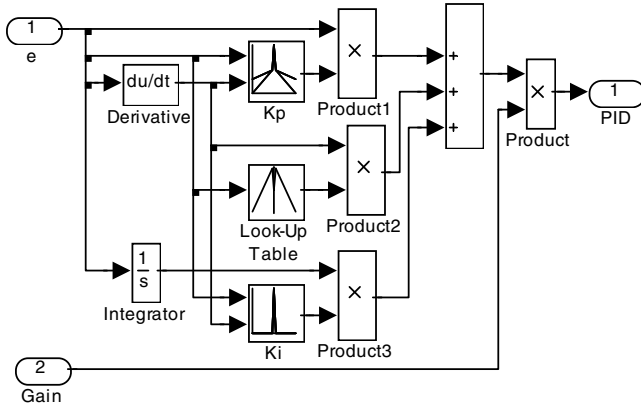 1
e
du/dt
Derivative
Kp
×
Product1
+
+
+
×
Product
1
PID
×
Product2
Look-Up
Table
1
s
Integrator
Ki
×
Product3
2
Gain